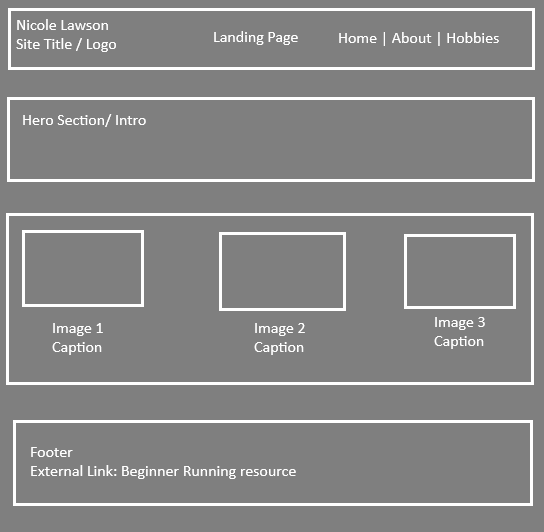 Nicole Lawson
Site Title / Logo
Landing Page
Home | About | Hobbies
Hero Section/ Intro
Image 1
Caption
Image 2
Caption
Image 3
Caption
Footer
External Link: Beginner Running resource